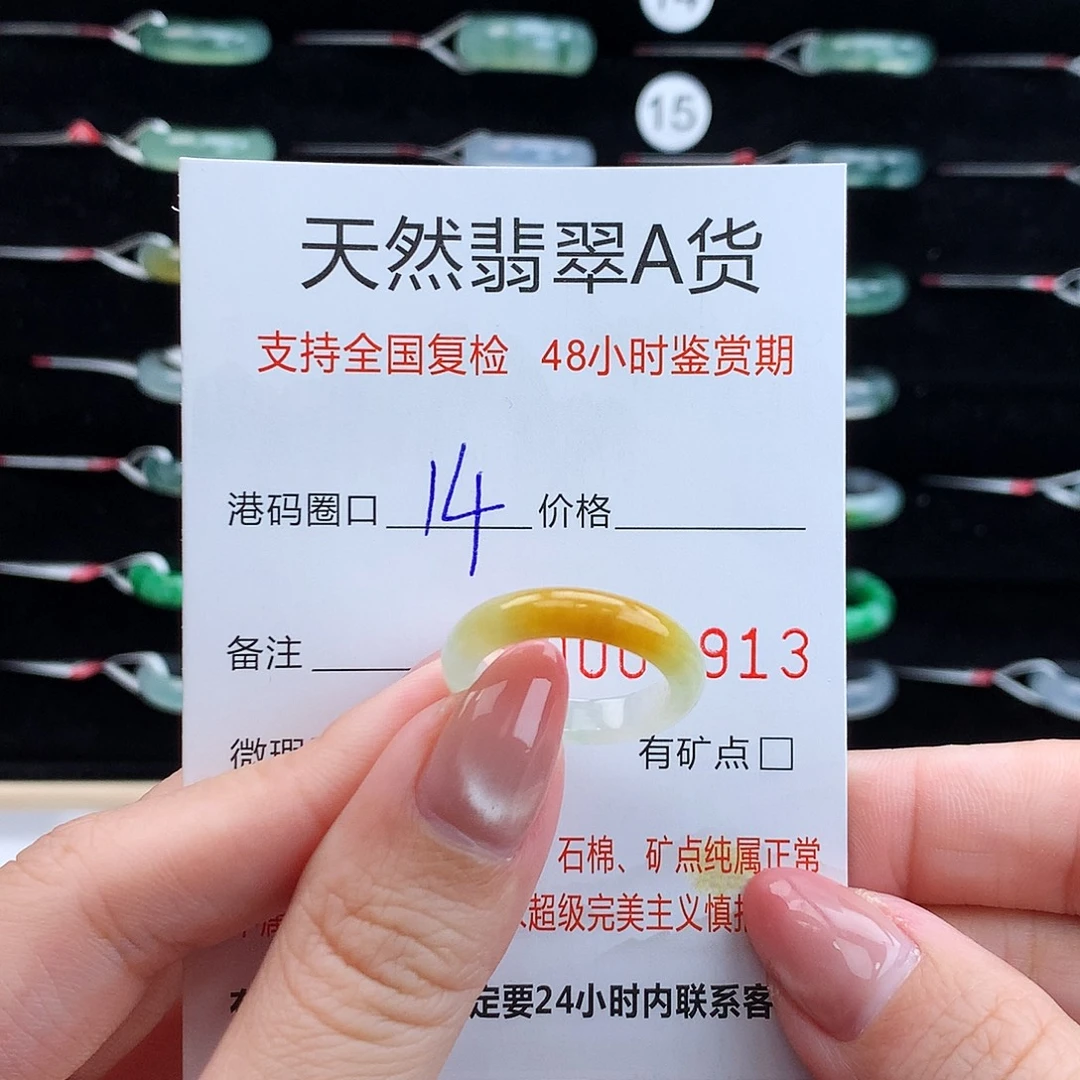 14
15
天然翡翠A货
支持全国复检 48小时鉴赏期
港码圈口 14 价格
备注 913
微瑕 有矿点□
石棉、矿点纯属正常
超级完美主义慎拍
定要24小时内联系客